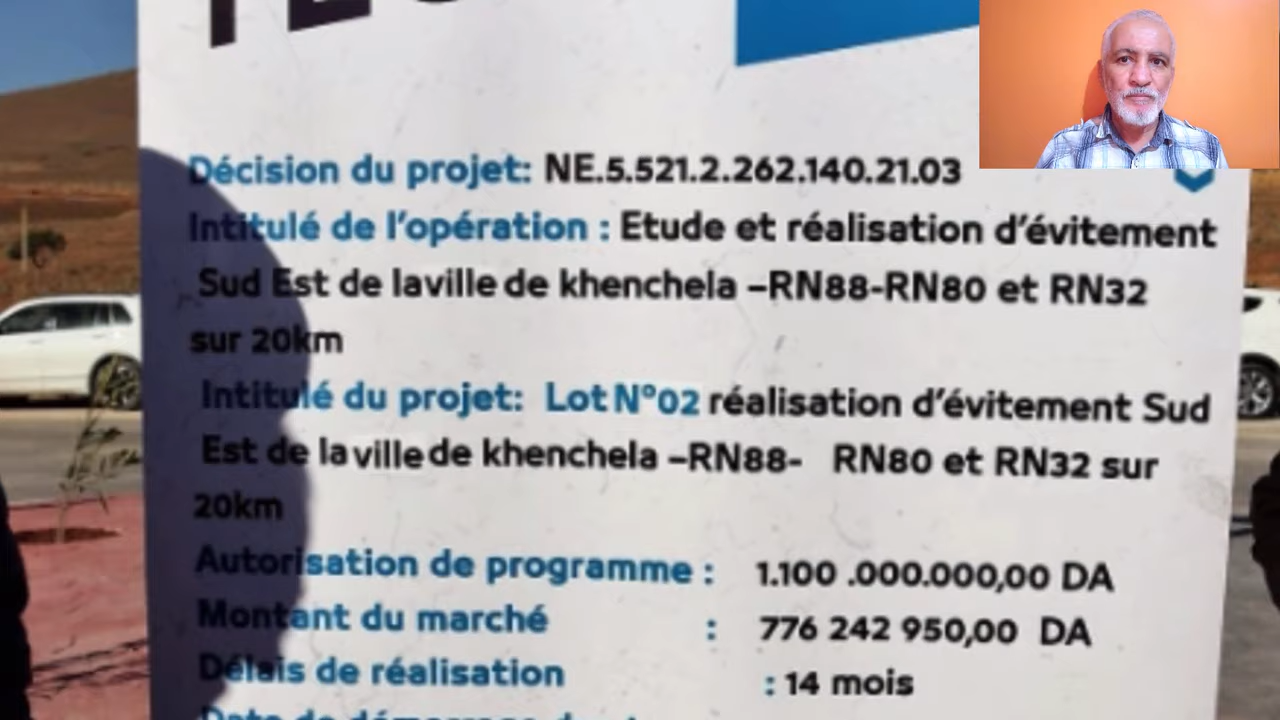 Décision du projet: NE.5.521.2.262.140.21.03
Intitulé de l'opération : Etude et réalisation d'évitement
Sud Est de laville de khenchela –RN88-RN80 et RN32
sur 20km
Intitulé du projet: Lot N°02 réalisation d'évitement Sud
Est de la ville de khenchela –RN88- RN80 et RN32 sur
20km
Autorisation de programme : 1.100 .000.000,00 DA
Montant du marché : 776 242 950,00 DA
Délais de réalisation : 14 mois